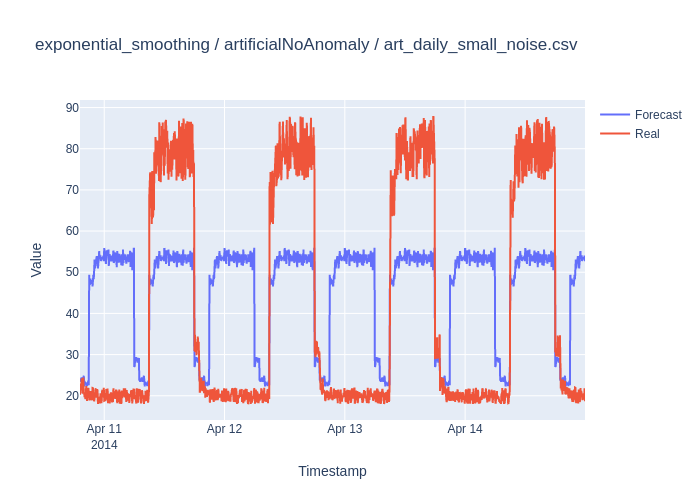 exponential_smoothing / artificialNoAnomaly / art_daily_small_noise.csv
Forecast
Real
90
80
70
60
50
40
30
20
Value
Apr 11
2014
Apr 12
Apr 13
Apr 14
Timestamp